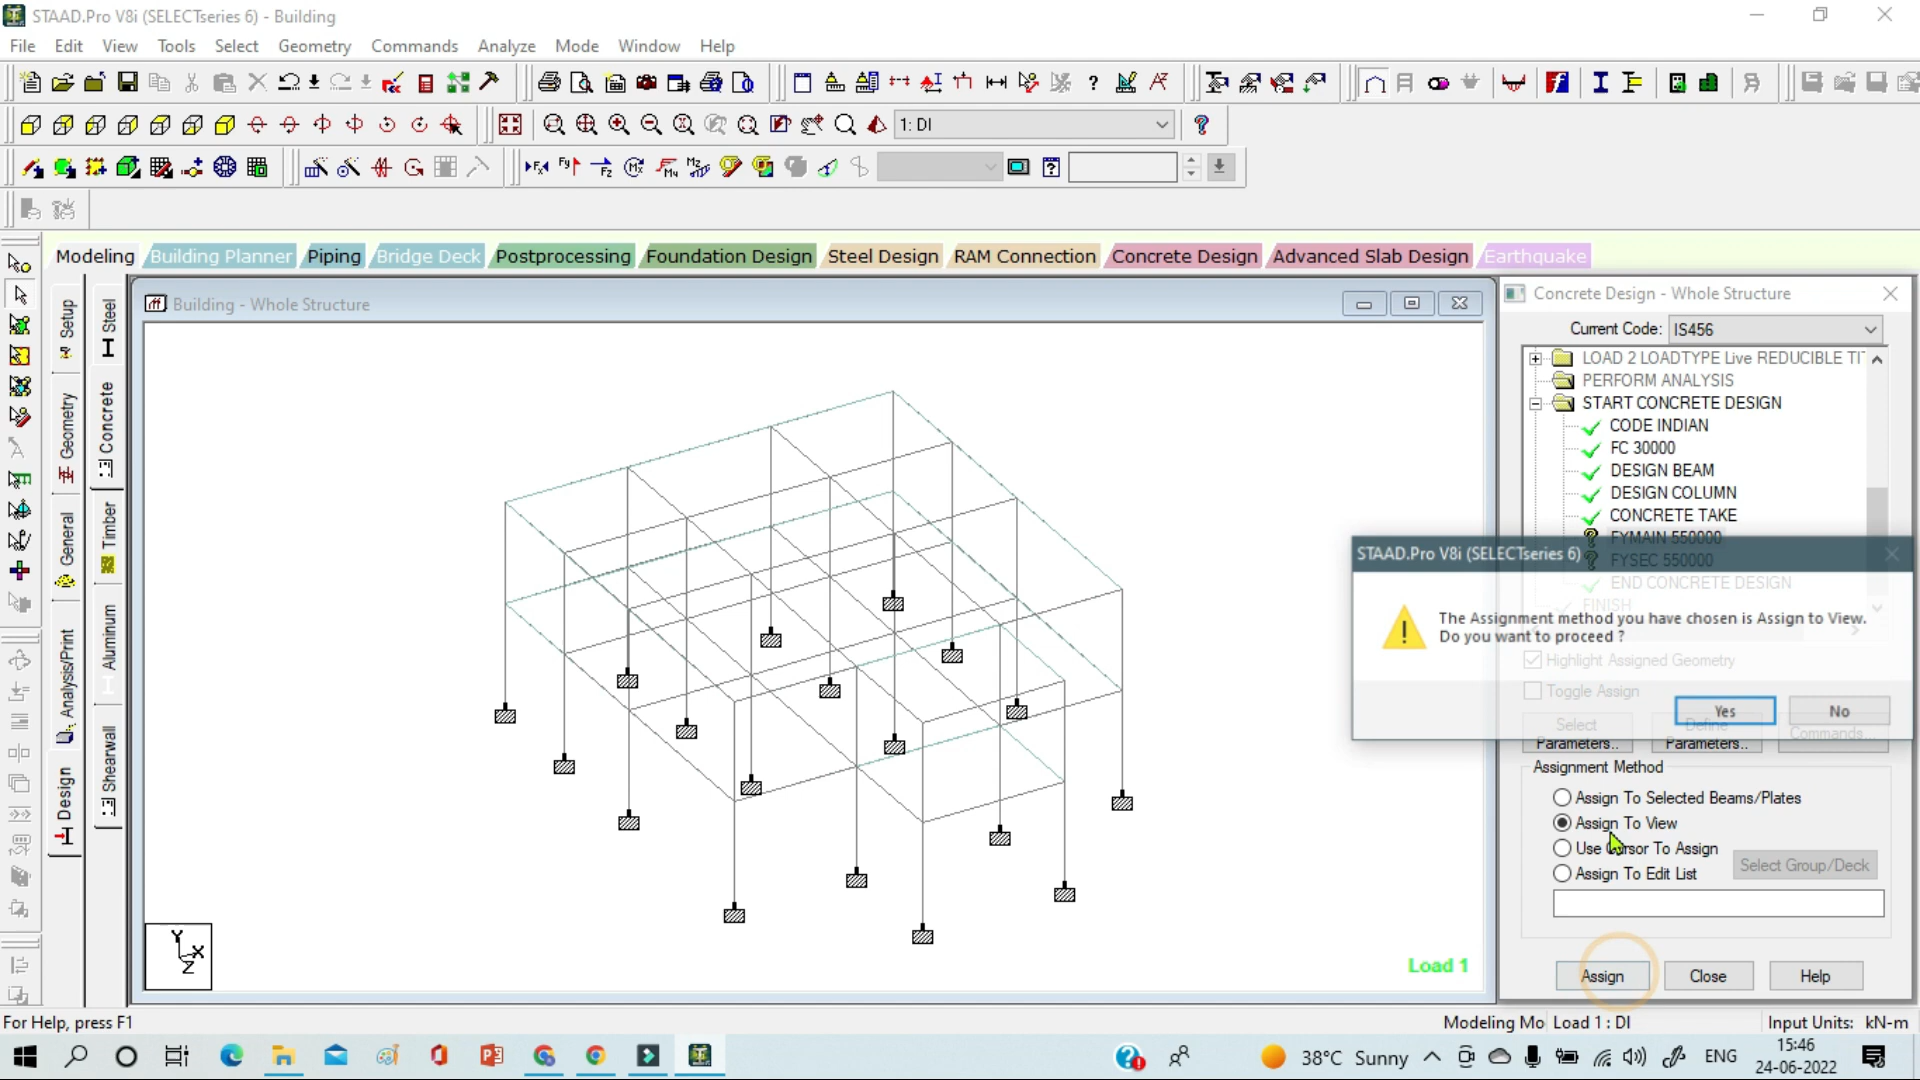 STAAD.Pro V8i (SELECTseries 6) - Building
File Edit View Tools Select Geometry Commands Analyze Mode Window Help
1: DI
Modeling Building Planner Piping Bridge Deck Postprocessing Foundation Design Steel Design RAM Connection Concrete Design Advanced Slab Design Earthquake
Setup
Geometry
General
Analysis/Print
Design
Steel
Concrete
Timber
Aluminum
Shearwall
Building - Whole Structure
Y
X
Z
Load 1
Concrete Design - Whole Structure
Current Code: IS456
LOAD 2 LOADTYPE Live REDUCIBLE TI
PERFORM ANALYSIS
START CONCRETE DESIGN
CODE INDIAN
FC 30000
DESIGN BEAM
DESIGN COLUMN
CONCRETE TAKE
FYMAIN 550000
STAAD.Pro V8i (SELECTseries 6)
FYSEC 550000
END CONCRETE DESIGN
FINISH
The Assignment method you have chosen is Assign to View.
Do you want to proceed ?
Highlight Assigned Geometry
Toggle Assign
Yes No
Select Parameters..
Define Parameters..
Commands...
Assignment Method
Assign To Selected Beams/Plates
Assign To View
Use Cursor To Assign
Assign To Edit List
Select Group/Deck
Assign Close Help
For Help, press F1
Modeling Mo Load 1 : DI Input Units: kN-m
38°C Sunny
ENG
15:46
24-06-2022